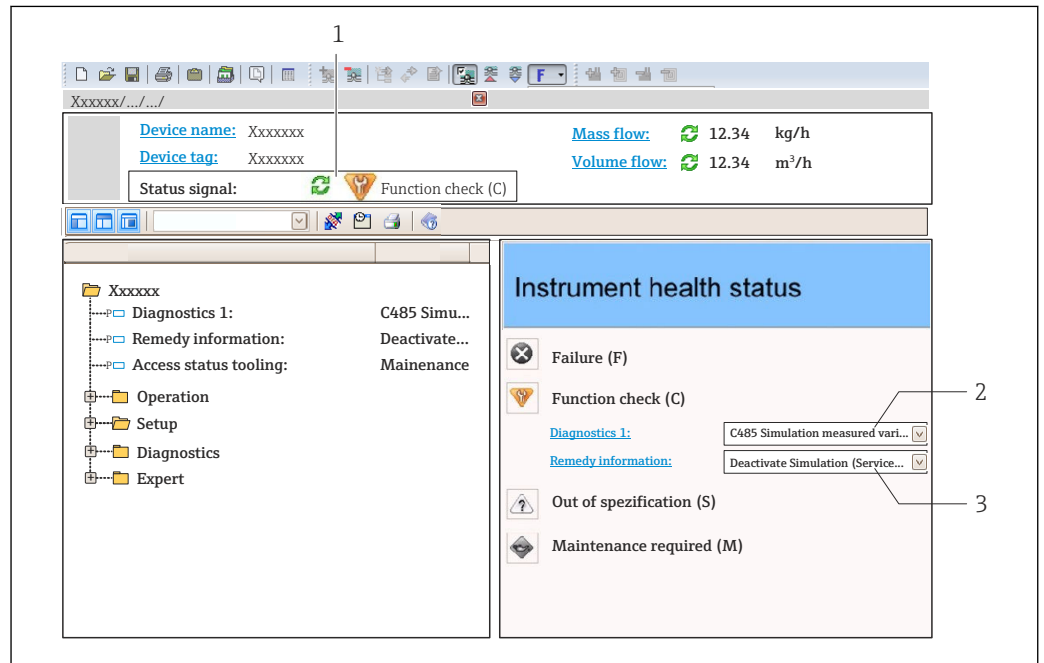 1
F
Xxxxxx/.../.../
Device name: Xxxxxxx
Mass flow: 12.34 kg/h
Device tag: Xxxxxxx
Volume flow: 12.34 m³/h
Status signal: Function check (C)
Xxxxxx
Diagnostics 1: C485 Simu...
Remedy information: Deactivate...
Access status tooling: Mainenance
Operation
Setup
Diagnostics
Expert
Instrument health status
Failure (F)
Function check (C)
2
Diagnostics 1: C485 Simulation measured vari...
Remedy information: Deactivate Simulation (Service...
Out of spezification (S)
3
Maintenance required (M)